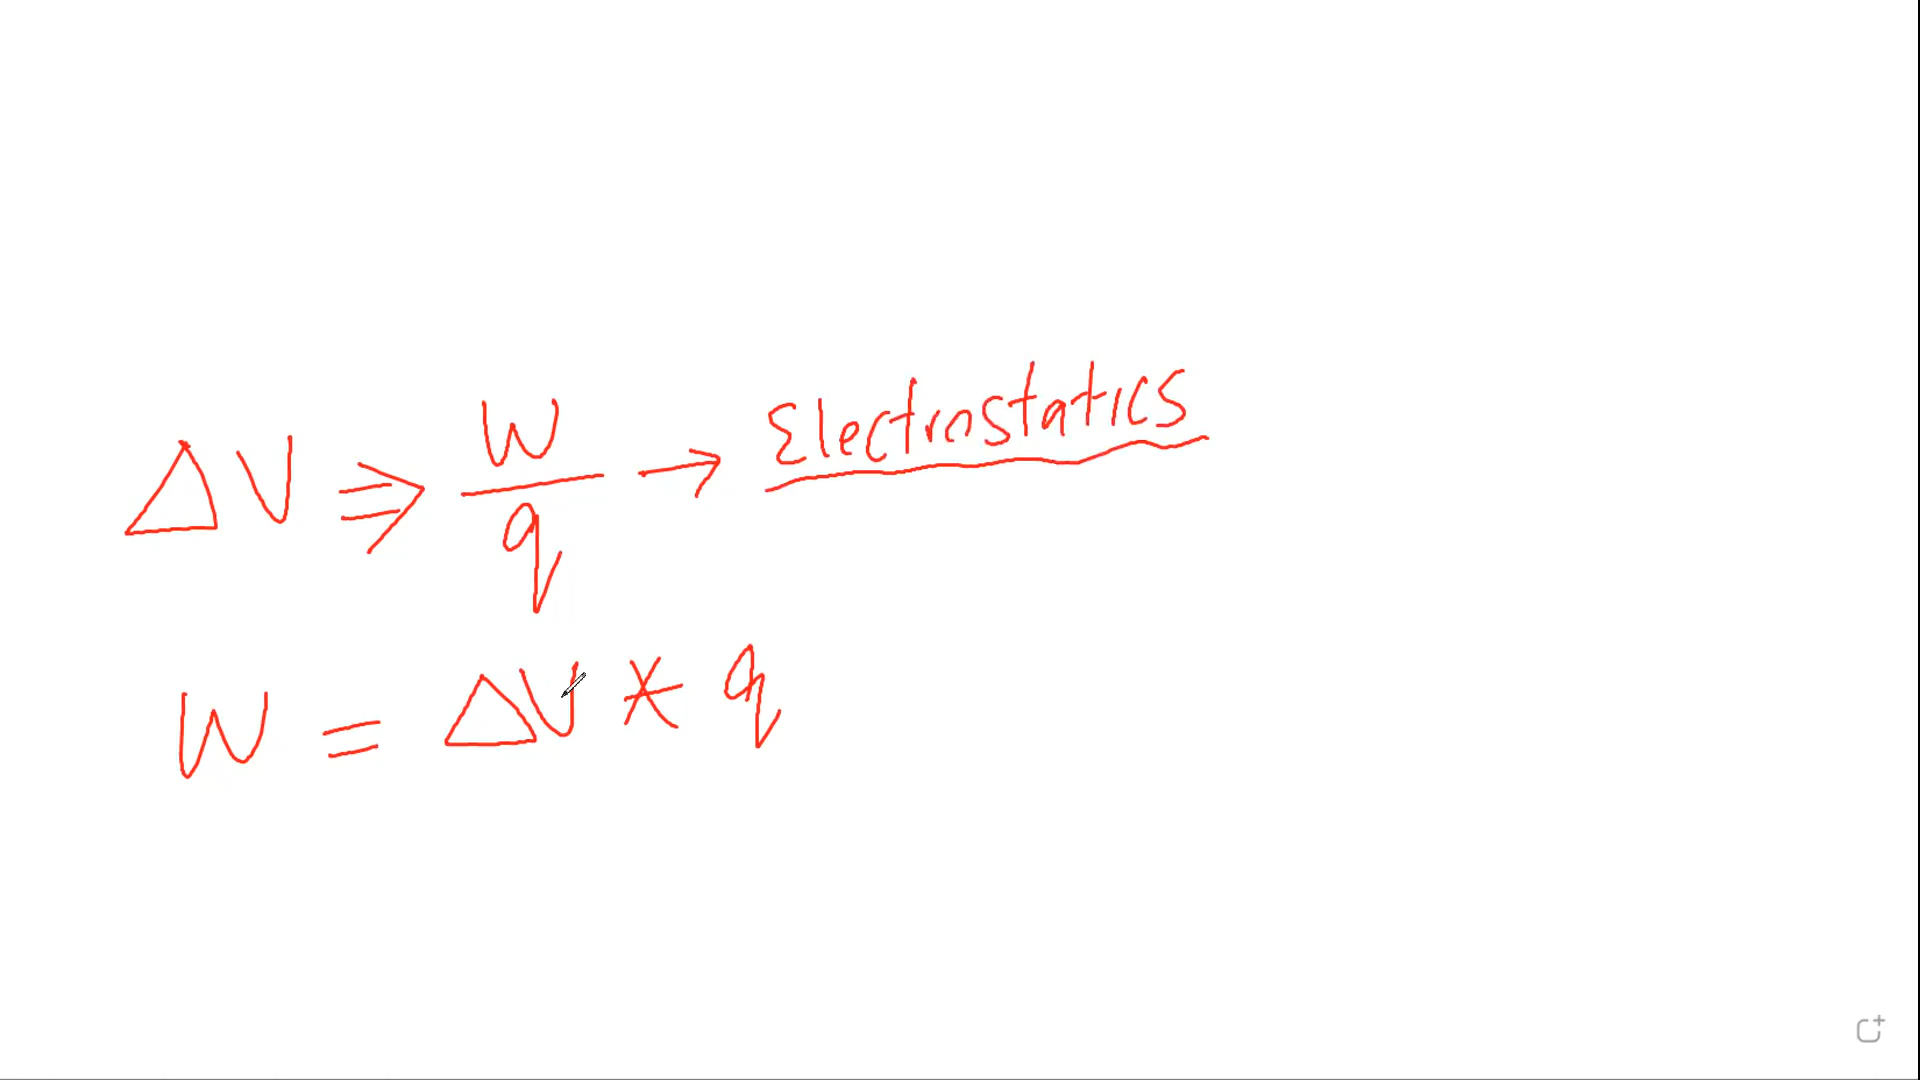 ΔV ⇒ W/q → Electrostatics
W = ΔV * q